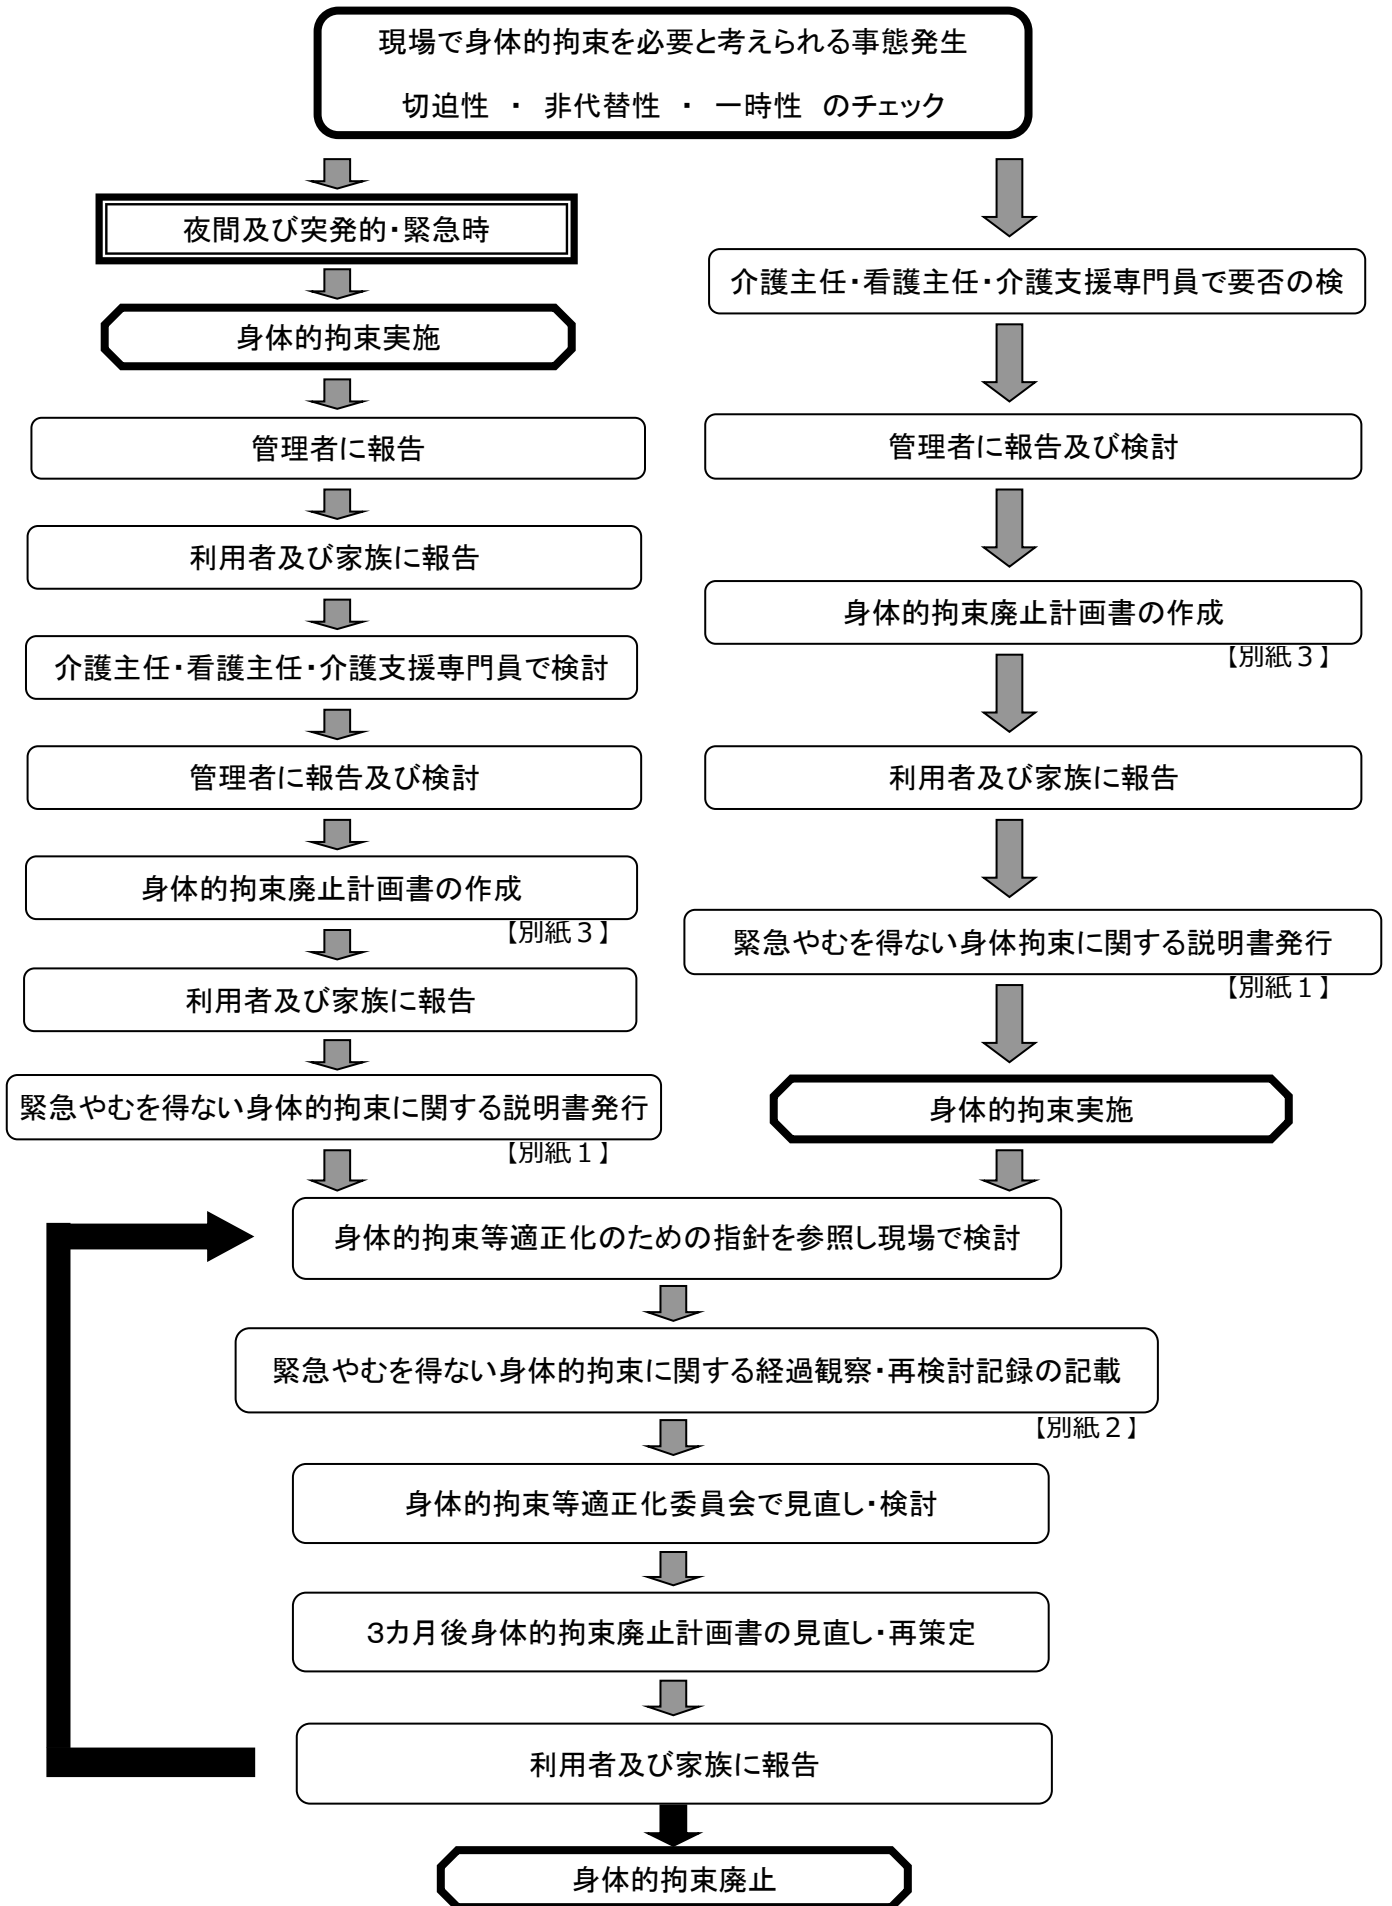 現場で身体的拘束を必要と考えられる事態発生
切迫性 ・ 非代替性 ・ 一時性 のチェック
夜間及び突発的・緊急時
身体的拘束実施
管理者に報告
利用者及び家族に報告
介護主任・看護主任・介護支援専門員で検討
管理者に報告及び検討
身体的拘束廃止計画書の作成
【別紙３】
利用者及び家族に報告
緊急やむを得ない身体的拘束に関する説明書発行
【別紙１】
介護主任・看護主任・介護支援専門員で要否の検
管理者に報告及び検討
身体的拘束廃止計画書の作成
【別紙３】
利用者及び家族に報告
緊急やむを得ない身体拘束に関する説明書発行
【別紙１】
身体的拘束実施
身体的拘束等適正化のための指針を参照し現場で検討
緊急やむを得ない身体的拘束に関する経過観察・再検討記録の記載
【別紙２】
身体的拘束等適正化委員会で見直し・検討
3カ月後身体的拘束廃止計画書の見直し・再策定
利用者及び家族に報告
身体的拘束廃止